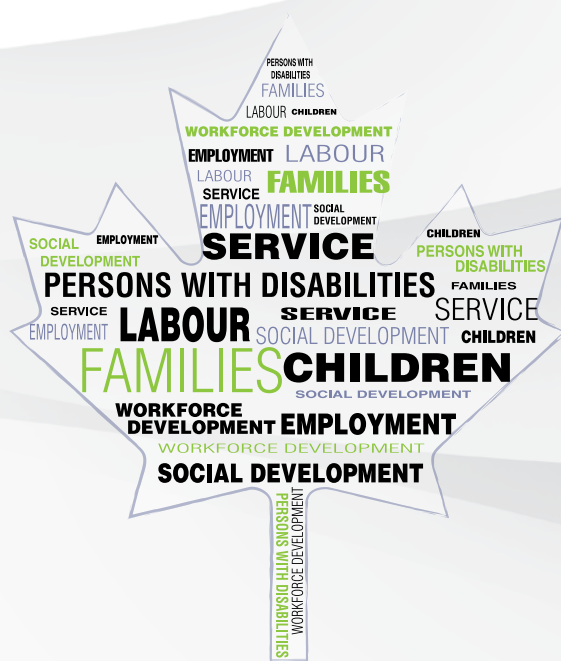 PERSONS WITH
DISABILITIES
FAMILIES
LABOUR CHILDREN
WORKFORCE DEVELOPMENT
EMPLOYMENT LABOUR
LABOUR FAMILIES
SERVICE
EMPLOYMENT SOCIAL
DEVELOPMENT
SOCIAL
DEVELOPMENT
EMPLOYMENT
SERVICE
CHILDREN
PERSONS WITH
DISABILITIES
PERSONS WITH DISABILITIES
FAMILIES
SERVICE
EMPLOYMENT
LABOUR
SERVICE
SERVICE
SOCIAL DEVELOPMENT
CHILDREN
FAMILIES CHILDREN
SOCIAL DEVELOPMENT
WORKFORCE
DEVELOPMENT EMPLOYMENT
WORKFORCE DEVELOPMENT
SOCIAL DEVELOPMENT
PERSONS WITH DISABILITIES
WORKFORCE DEVELOPMENT